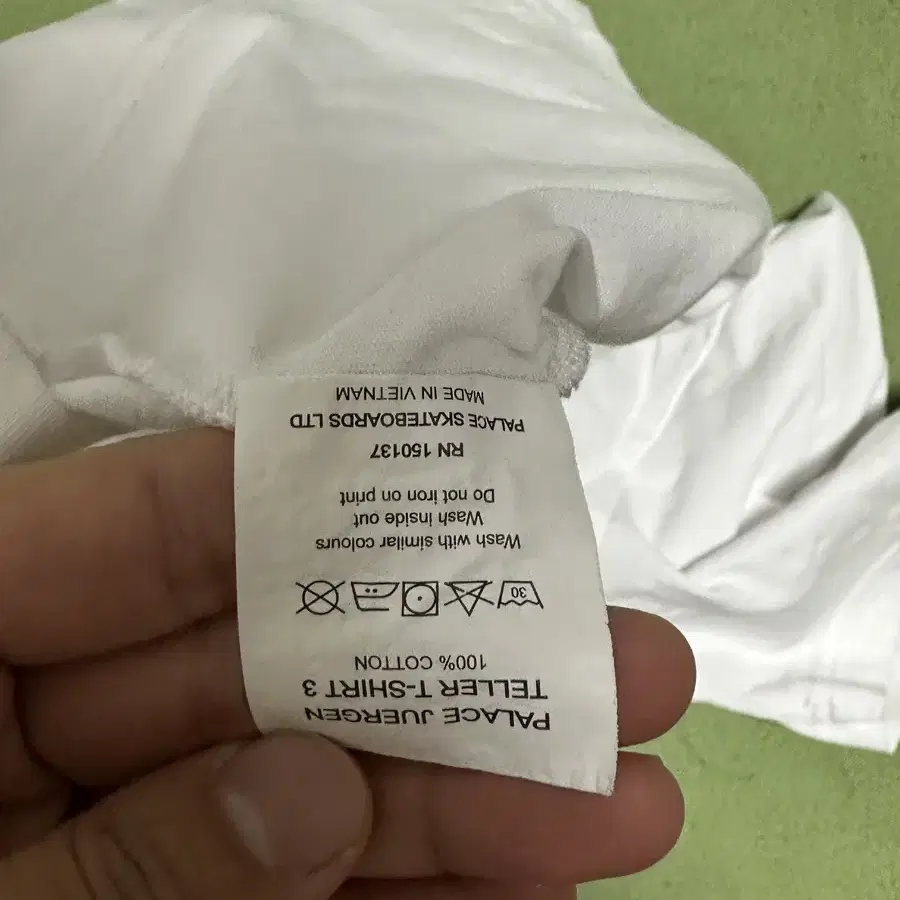 PALACE JUERGEN
TELLER T-SHIRT 3
100% COTTON
30
Wash with similar colours
Wash inside out
Do not iron on print
RN 150137
PALACE SKATEBOARDS LTD
MADE IN VIETNAM